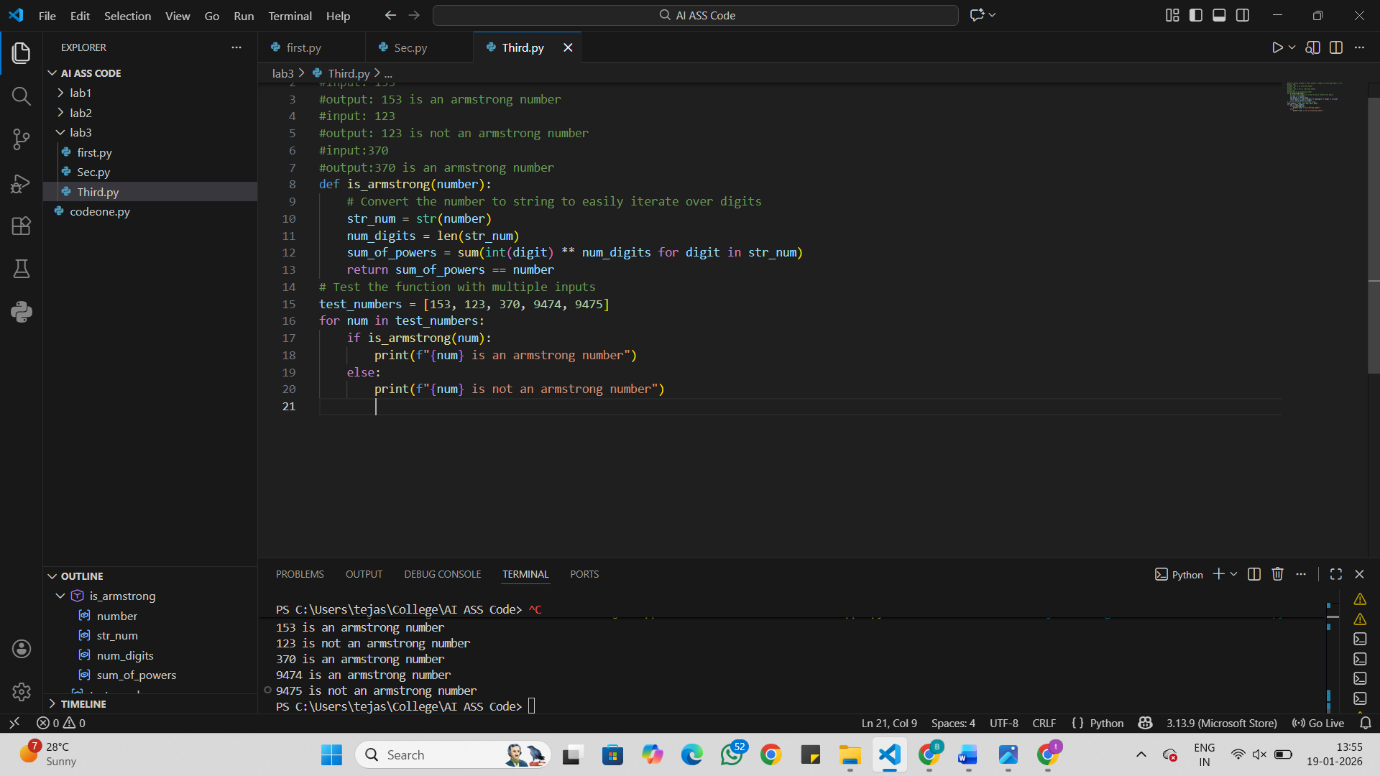 File Edit Selection View Go Run Terminal Help
AI ASS Code
EXPLORER
AI ASS CODE
lab1
lab2
lab3
first.py
Sec.py
Third.py
codeone.py
first.py Sec.py Third.py
lab3 > Third.py > ...
2 #input: 153
3 #output: 153 is an armstrong number
4 #input: 123
5 #output: 123 is not an armstrong number
6 #input:370
7 #output:370 is an armstrong number
8 def is_armstrong(number):
9 # Convert the number to string to easily iterate over digits
10 str_num = str(number)
11 num_digits = len(str_num)
12 sum_of_powers = sum(int(digit) ** num_digits for digit in str_num)
13 return sum_of_powers == number
14 # Test the function with multiple inputs
15 test_numbers = [153, 123, 370, 9474, 9475]
16 for num in test_numbers:
17 if is_armstrong(num):
18 print(f"{num} is an armstrong number")
19 else:
20 print(f"{num} is not an armstrong number")
21
OUTLINE
is_armstrong
number
str_num
num_digits
sum_of_powers
TIMELINE
PROBLEMS OUTPUT DEBUG CONSOLE TERMINAL PORTS
Python
PS C:\Users\tejas\College\AI ASS Code> ^C
153 is an armstrong number
123 is not an armstrong number
370 is an armstrong number
9474 is an armstrong number
9475 is not an armstrong number
PS C:\Users\tejas\College\AI ASS Code>
0 0 Ln 21, Col 9 Spaces: 4 UTF-8 CRLF { } Python 3.13.9 (Microsoft Store) Go Live
7 28°C
Sunny
Search
52
8
ENG
IN
13:55
19-01-2026